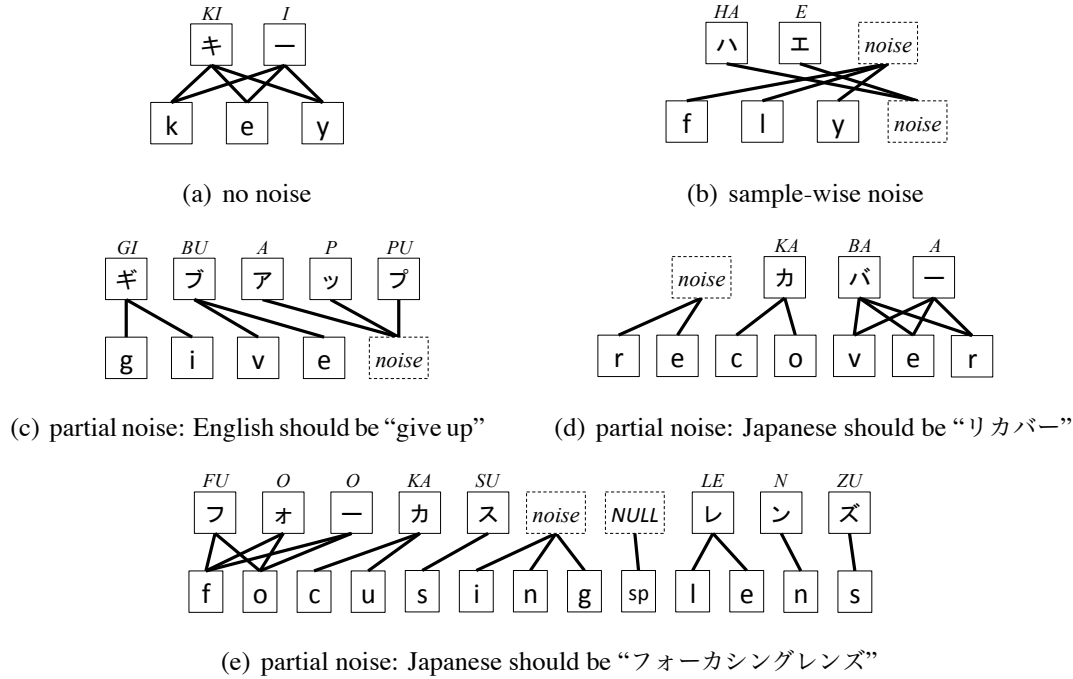 KI I
キ ー
k e y
(a) no noise
HA E
ハ エ noise
f l y noise
(b) sample-wise noise
GI BU A P PU
ギ ブ ア ッ プ
g i v e noise
(c) partial noise: English should be “give up”
KA BA A
noise カ バ ー
r e c o v e r
(d) partial noise: Japanese should be “リカバー”
FU O O KA SU LE N ZU
フ ォ ー カ ス noise NULL レ ン ズ
f o c u s i n g sp l e n s
(e) partial noise: Japanese should be “フォーカシングレンズ”